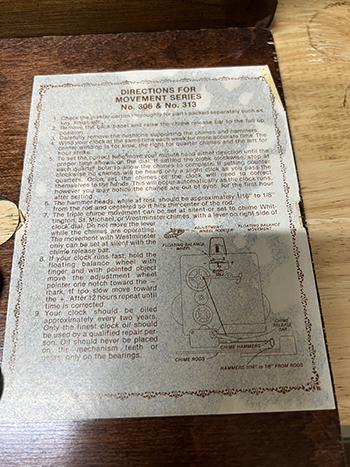 DIRECTIONS FOR
MOVEMENT SERIES
No. 306 & No. 313
1. Check the master carton thoroughly for parts packed separately such as
key, finials, etc.
2. Remove the back panel and raise the chime release bar to the full up
position.
3. Carefully remove the cushions supporting the chimes and hammers.
4. Wind your clock at the same time each week for more accurate time. The
center winding is for time, the right for quarter chimes and the left for
5. To set the correct time move your minute hand either direction until the
proper time shows on the dial. If setting the clock clockwise, stop at
each quarter hour to allow the chimes to complete. If going counter-
clockwise no chimes will be heard only a slight click as you pass the
quarters. Once set, the chimes of the clock will need to correct
themselves to the hands. This will occur automatically as the clock runs,
however you may notice the chimes are out of sync. for the first hour
after setting.
6. The hammer heads, while at rest, should be approximately 1/16" to 1/8"
from the rod and centered so it hits the center of the rod.
7. The triple chime movement can be set at silent or set to chime Whit-
tington, St. Michael, or Westminster chimes, with a lever on right side of
clock dial. Do not move the lever
while the chimes are operating.
The movement with Westminster
only can be set at silent with the
chime release bar.
8. If your clock runs fast, hold the
floating balance wheel with
finger and with pointed object
move the adjustment wheel
pointer one notch toward the —
mark. If too slow move toward
the +. After 12 hours repeat until
time is corrected.
9. Your clock should be oiled
approximately every two years.
Only the finest clock oil should
be used by a qualified repair per-
son. Oil should never be placed
on the mechanism teeth or
gears, only on the bearings.
ADJUSTMENT
WHEEL POINTER
FLOATING BALANCE
WHEEL
FLOATING BALANCE
MOVEMENT
CHIME
RELEASE
BAR
CHIME HAMMERS
CHIME RODS
HAMMERS 1/16" to 1/8" FROM RODS